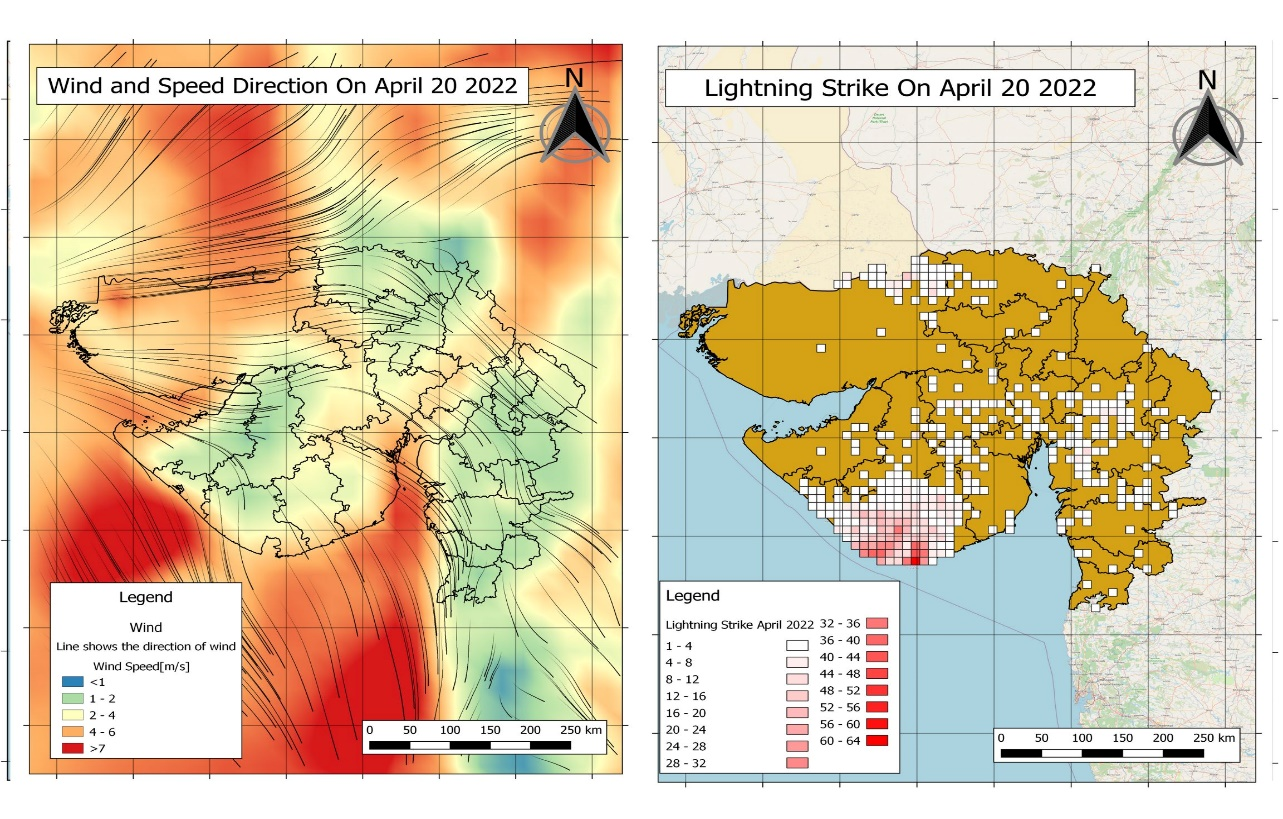 Wind and Speed Direction On April 20 2022
N
Legend
Wind
Line shows the direction of wind
Wind Speed[m/s]
<1
1 - 2
2 - 4
4 - 6
>7
0 50 100 150 200 250 km
Lightning Strike On April 20 2022
N
Legend
Lightning Strike April 2022
1 - 4
4 - 8
8 - 12
12 - 16
16 - 20
20 - 24
24 - 28
28 - 32
32 - 36
36 - 40
40 - 44
44 - 48
48 - 52
52 - 56
56 - 60
60 - 64
0 50 100 150 200 250 km